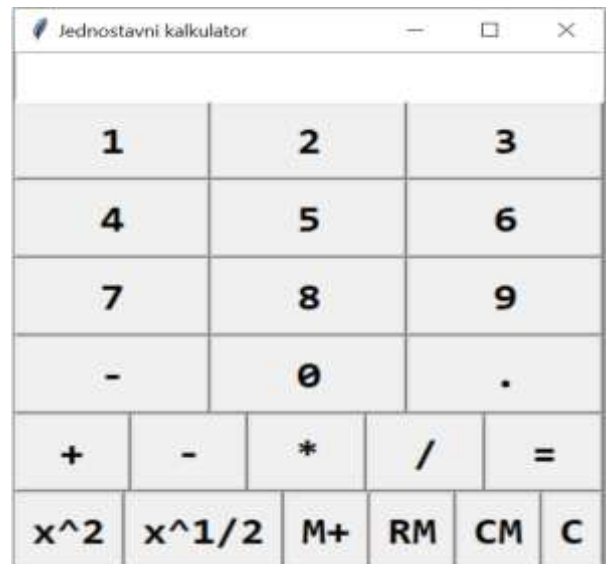 Jednostavni kalkulator
1 2 3
4 5 6
7 8 9
- 0 .
+ - * / =
x^2 x^1/2 M+ RM CM C